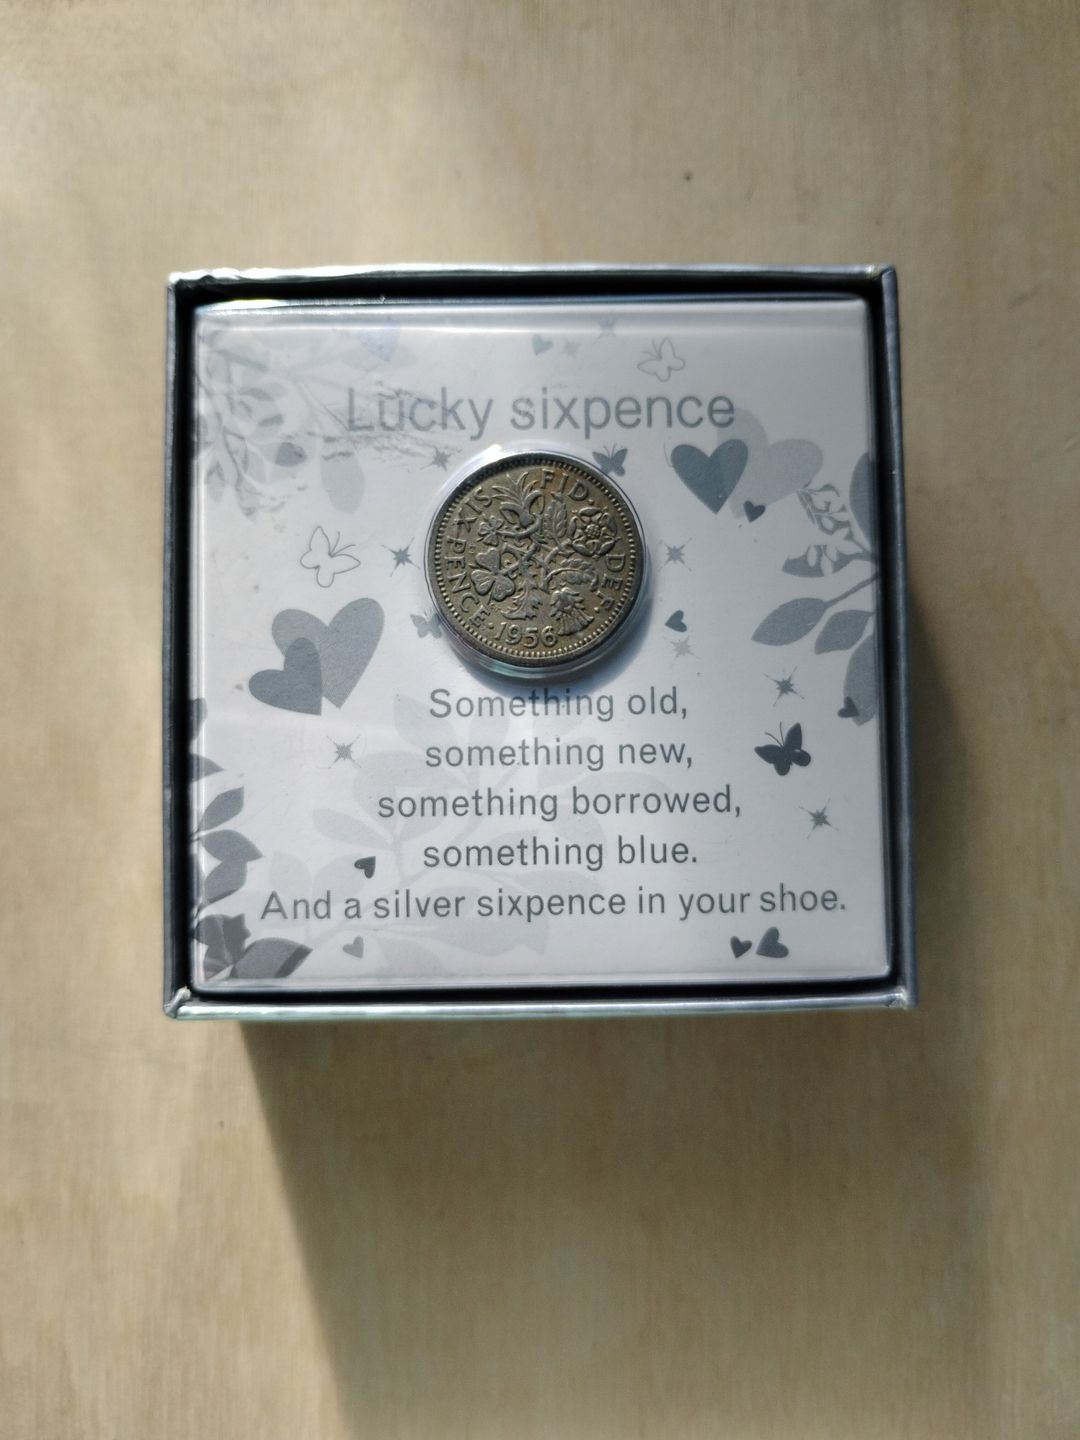 Lucky sixpence
FID · DEF ·
SIX PENCE · 1956
Something old,
something new,
something borrowed,
something blue.
And a silver sixpence in your shoe.